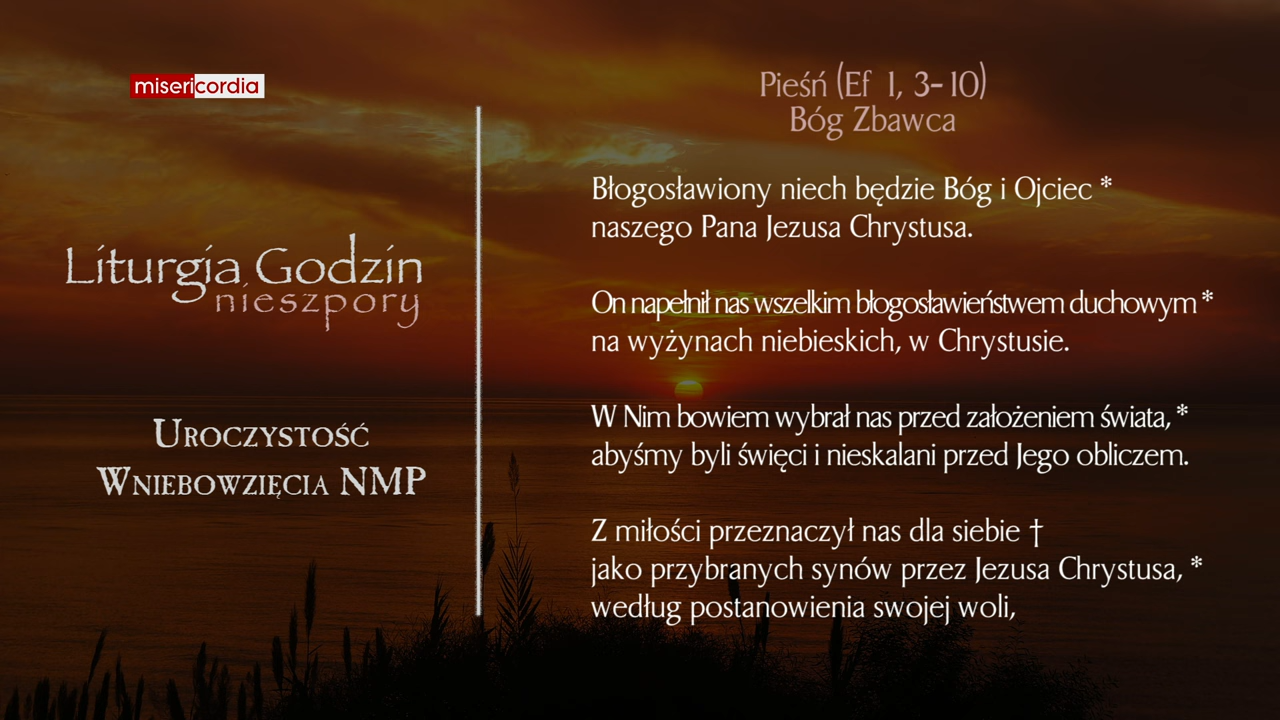 misericordia
Liturgia Godzin
nieszpory
Uroczystość
Wniebowzięcia NMP
Pieśń (Ef 1, 3-10)
Bóg Zbawca
Błogosławiony niech będzie Bóg i Ojciec *
naszego Pana Jezusa Chrystusa.
On napełnił nas wszelkim błogosławieństwem duchowym *
na wyżynach niebieskich, w Chrystusie.
W Nim bowiem wybrał nas przed założeniem świata, *
abyśmy byli święci i nieskalani przed Jego obliczem.
Z miłości przeznaczył nas dla siebie †
jako przybranych synów przez Jezusa Chrystusa, *
według postanowienia swojej woli,